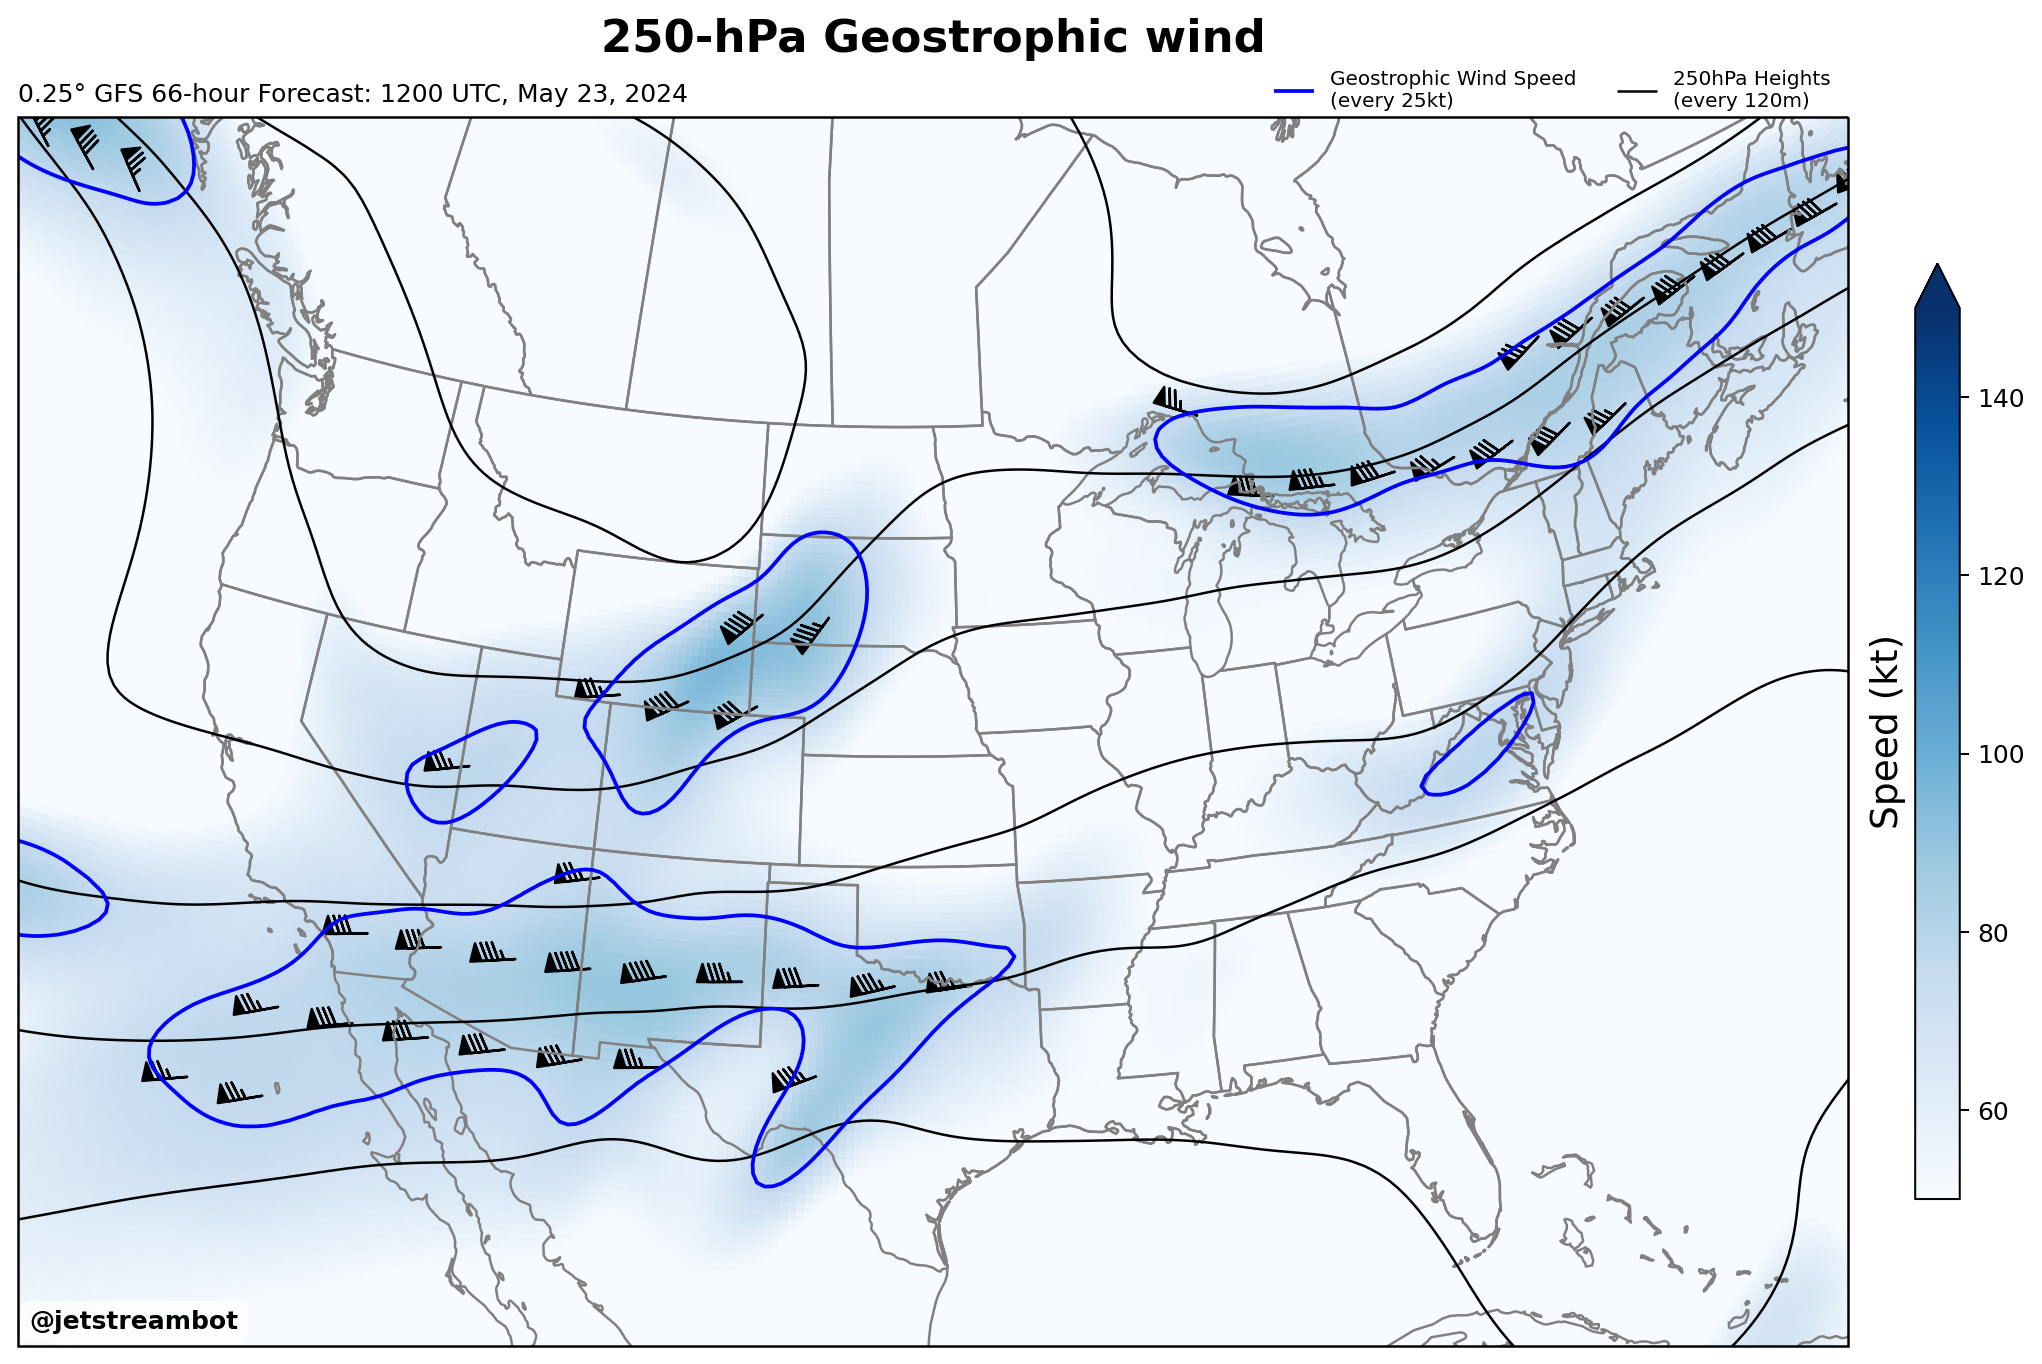 250-hPa Geostrophic wind
0.25° GFS 66-hour Forecast: 1200 UTC, May 23, 2024
Geostrophic Wind Speed
(every 25kt)
250hPa Heights
(every 120m)
140
120
100
80
60
Speed (kt)
@jetstreambot